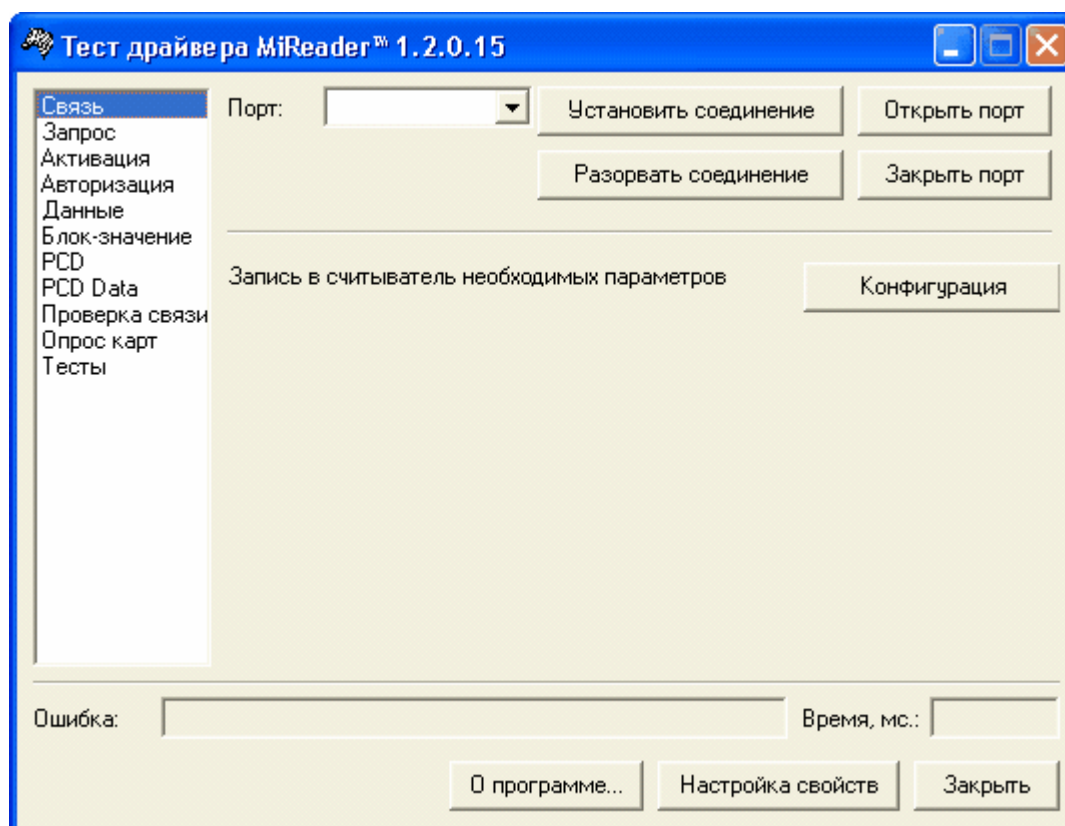 Тест драйвера MiReader™ 1.2.0.15
Связь
Запрос
Активация
Авторизация
Данные
Блок-значение
PCD
PCD Data
Проверка связи
Опрос карт
Тесты
Порт:
Установить соединение
Открыть порт
Разорвать соединение
Закрыть порт
Запись в считыватель необходимых параметров
Конфигурация
Ошибка:
Время, мс.:
О программе...
Настройка свойств
Закрыть